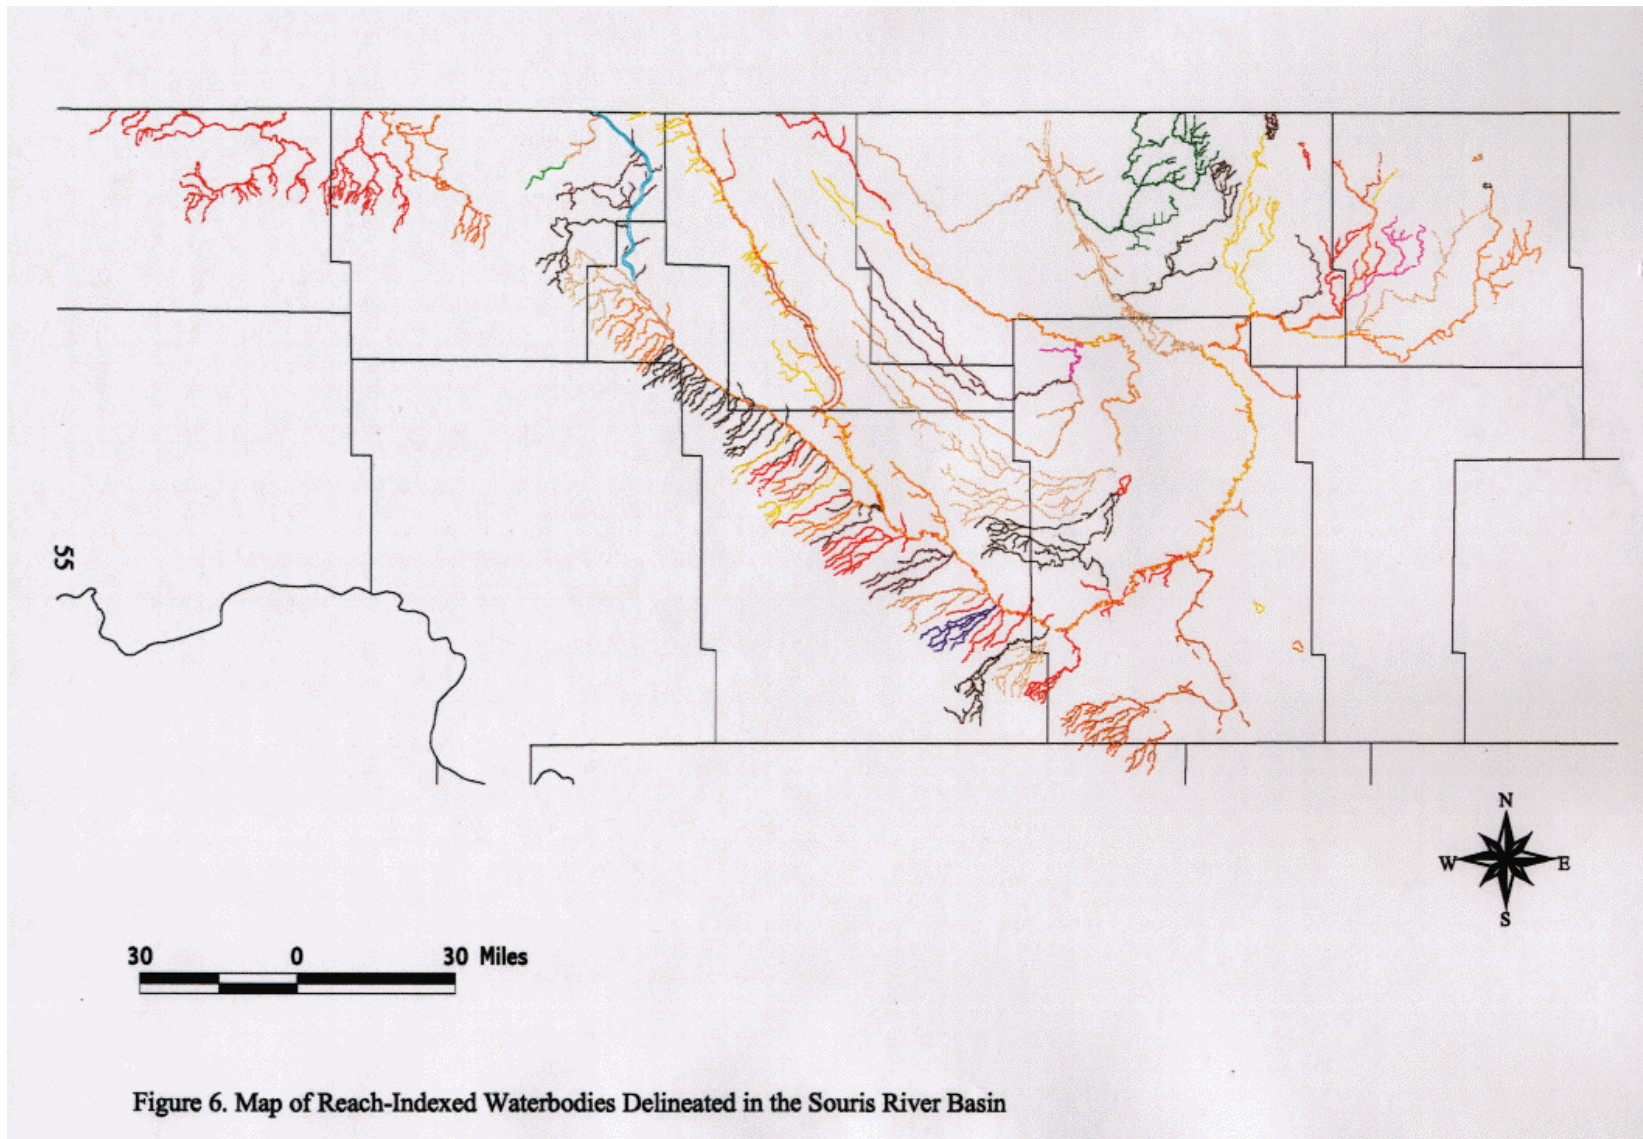 55
N
W E
S
30 0 30 Miles
Figure 6. Map of Reach-Indexed Waterbodies Delineated in the Souris River Basin